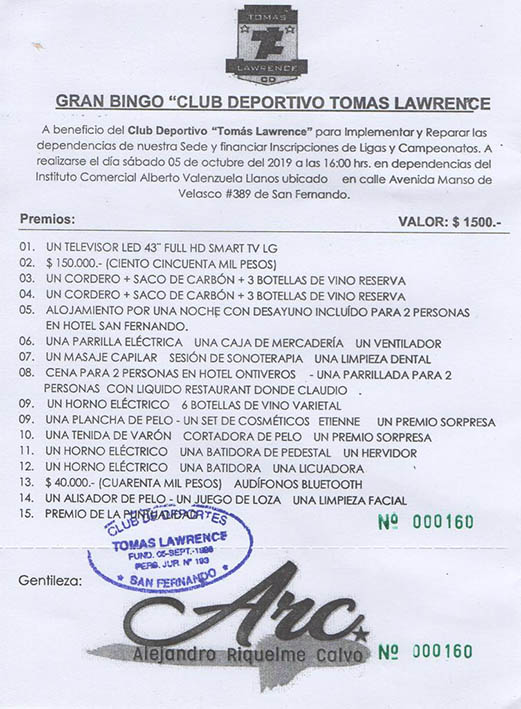 TOMAS
LAWRENCE
CD
GRAN BINGO “CLUB DEPORTIVO TOMAS LAWRENCE
A beneficio del Club Deportivo “Tomás Lawrence” para Implementar y Reparar las
dependencias de nuestra Sede y financiar Inscripciones de Ligas y Campeonatos. A
realizarse el día sábado 05 de octubre del 2019 a las 16:00 hrs. en dependencias del
Instituto Comercial Alberto Valenzuela Llanos ubicado en calle Avenida Manso de
Velasco #389 de San Fernando.
Premios: VALOR: $ 1500.-
01. UN TELEVISOR LED 43¨ FULL HD SMART TV LG
02. $ 150.000.- (CIENTO CINCUENTA MIL PESOS)
03. UN CORDERO + SACO DE CARBÓN + 3 BOTELLAS DE VINO RESERVA
04. UN CORDERO + SACO DE CARBÓN + 3 BOTELLAS DE VINO RESERVA
05. ALOJAMIENTO POR UNA NOCHE CON DESAYUNO INCLUÍDO PARA 2 PERSONAS
EN HOTEL SAN FERNANDO.
06. UNA PARRILLA ELÉCTRICA UNA CAJA DE MERCADERÍA UN VENTILADOR
07. UN MASAJE CAPILAR SESIÓN DE SONOTERAPIA UNA LIMPIEZA DENTAL
08. CENA PARA 2 PERSONAS EN HOTEL ONTIVEROS - UNA PARRILLADA PARA 2
PERSONAS CON LIQUIDO RESTAURANT DONDE CLAUDIO .
09. UN HORNO ELÉCTRICO 6 BOTELLAS DE VINO VARIETAL
09. UNA PLANCHA DE PELO - UN SET DE COSMÉTICOS ETIENNE UN PREMIO SORPRESA
10. UNA TENIDA DE VARÓN CORTADORA DE PELO UN PREMIO SORPRESA
11. UN HORNO ELÉCTRICO UNA BATIDORA DE PEDESTAL UN HERVIDOR
12. UN HORNO ELÉCTRICO UNA BATIDORA UNA LICUADORA
13. $ 40.000.- (CUARENTA MIL PESOS) AUDÍFONOS BLUETOOTH
14. UN ALISADOR DE PELO - UN JUEGO DE LOZA UNA LIMPIEZA FACIAL
15. PREMIO DE LA PUNTUALIDAD
Nº 000160
CLUB DE DEPORTES
TOMAS LAWRENCE
FUND. 05-SEPT.-1898
PERS. JUR. Nº 193
* SAN FERNANDO *
Gentileza:
Arc.
Alejandro Riquelme Calvo
Nº 000160